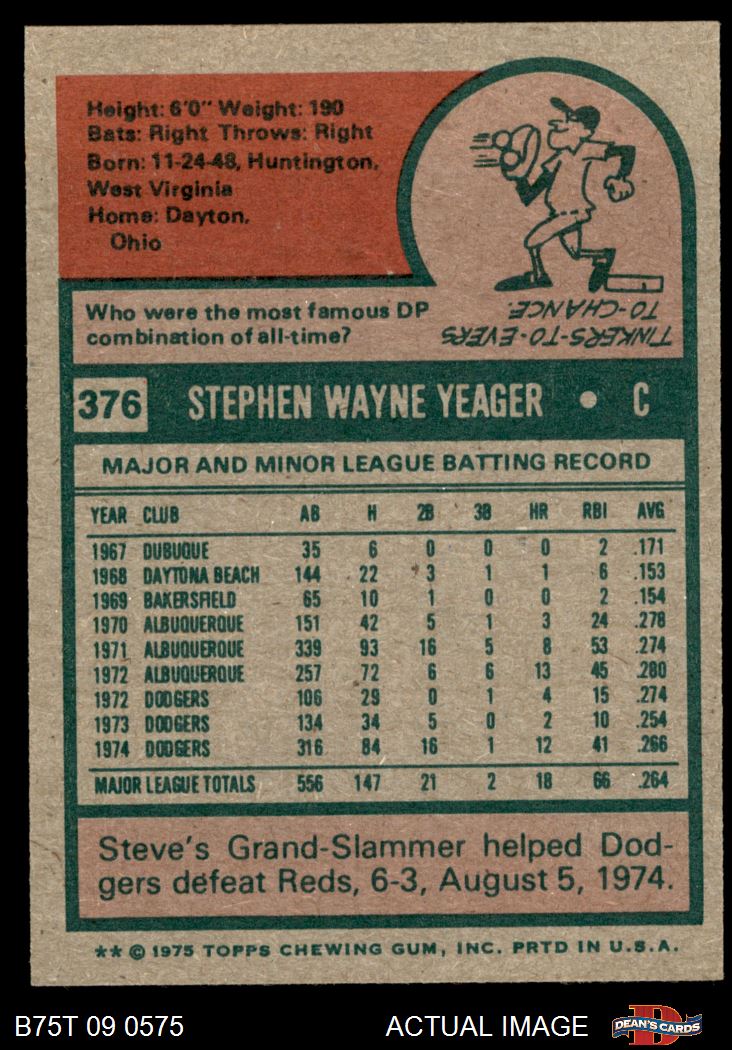 Height: 6'0" Weight: 190
Bats: Right Throws: Right
Born: 11-24-48, Huntington,
West Virginia
Home: Dayton,
Ohio
Who were the most famous DP
combination of all-time?
TINKERS-TO-EVERS
TO-CHANCE.
376 STEPHEN WAYNE YEAGER • C
MAJOR AND MINOR LEAGUE BATTING RECORD
YEAR CLUB AB H 2B 3B HR RBI AVG
1967 DUBUQUE 35 6 0 0 0 2 .171
1968 DAYTONA BEACH 144 22 3 1 1 6 .153
1969 BAKERSFIELD 65 10 1 0 0 2 .154
1970 ALBUQUERQUE 151 42 5 1 3 24 .278
1971 ALBUQUERQUE 339 93 16 5 8 53 .274
1972 ALBUQUERQUE 257 72 6 6 13 45 .280
1972 DODGERS 106 29 0 1 4 15 .274
1973 DODGERS 134 34 5 0 2 10 .254
1974 DODGERS 316 84 16 1 12 41 .266
MAJOR LEAGUE TOTALS 556 147 21 2 18 66 .264
Steve's Grand-Slammer helped Dod-
gers defeat Reds, 6-3, August 5, 1974.
** © 1975 TOPPS CHEWING GUM, INC. PRTD IN U.S.A.
B75T 09 0575 ACTUAL IMAGE D DEAN'S CARDS